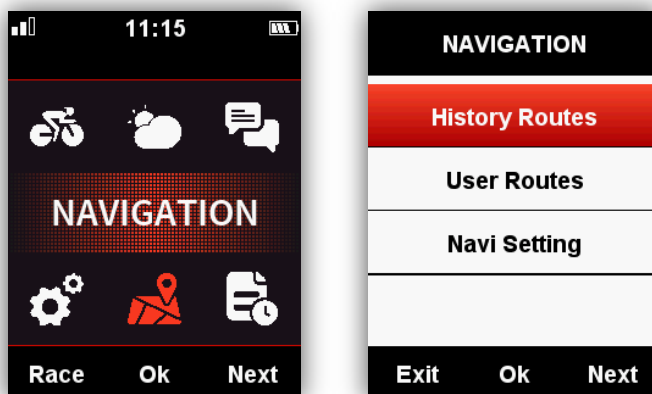 11:15
NAVIGATION
Race Ok Next
NAVIGATION
History Routes
User Routes
Navi Setting
Exit Ok Next